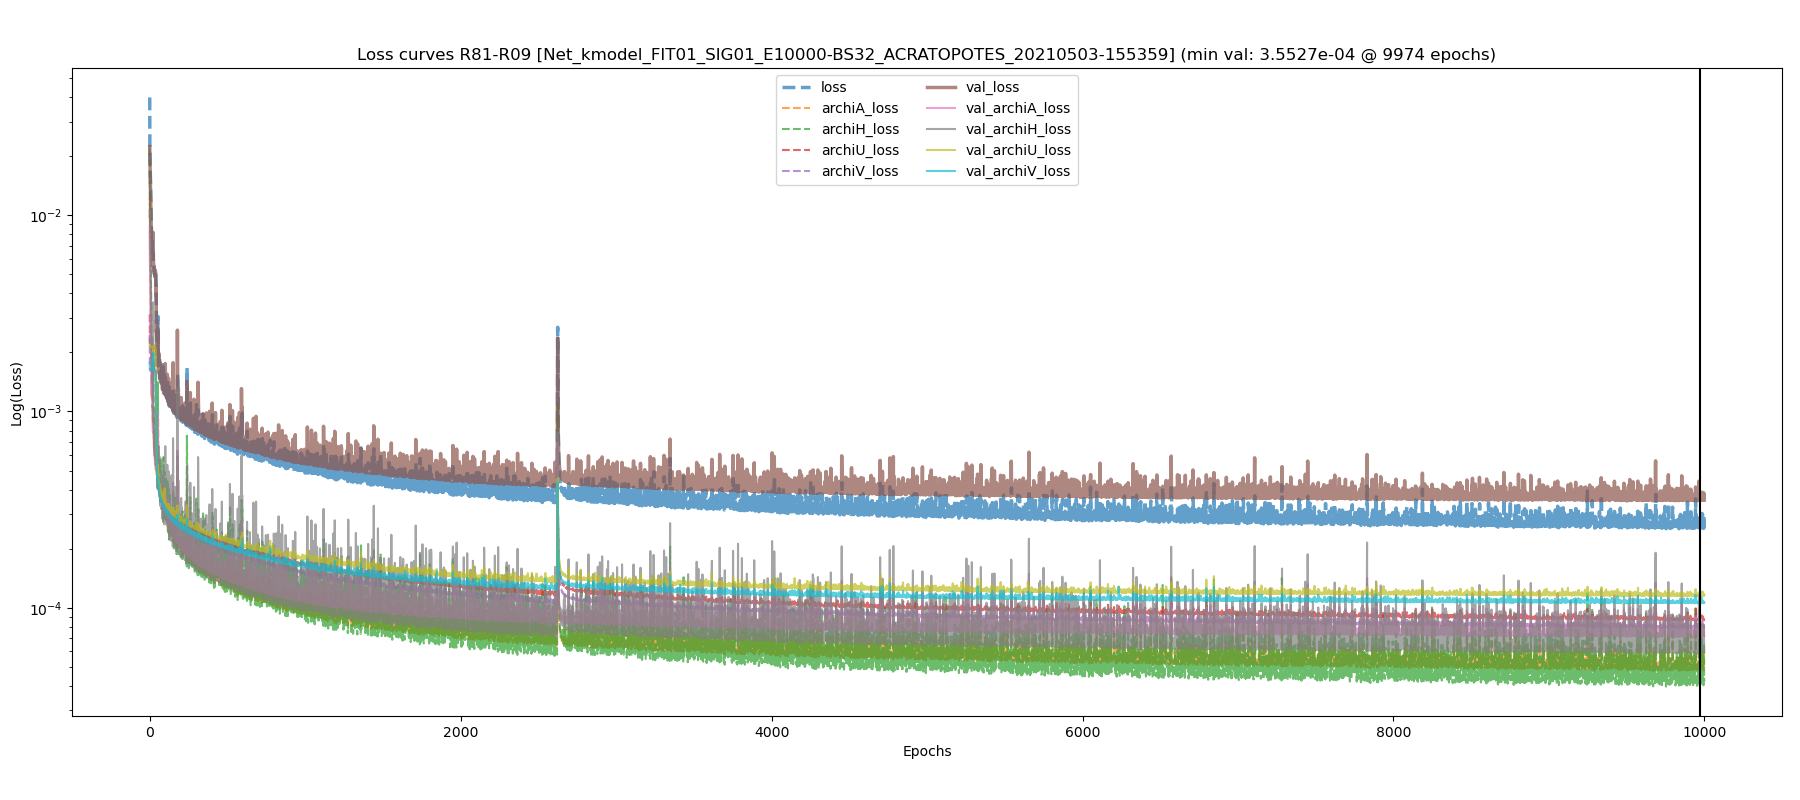 Loss curves R81-R09 [Net_kmodel_FIT01_SIG01_E10000-BS32_ACRATOPOTES_20210503-155359] (min val: 3.5527e-04 @ 9974 epochs)
loss
archiA_loss
archiH_loss
archiU_loss
archiV_loss
val_loss
val_archiA_loss
val_archiH_loss
val_archiU_loss
val_archiV_loss
Log(Loss)
10⁻²
10⁻³
10⁻⁴
0 2000 4000 6000 8000 10000
Epochs